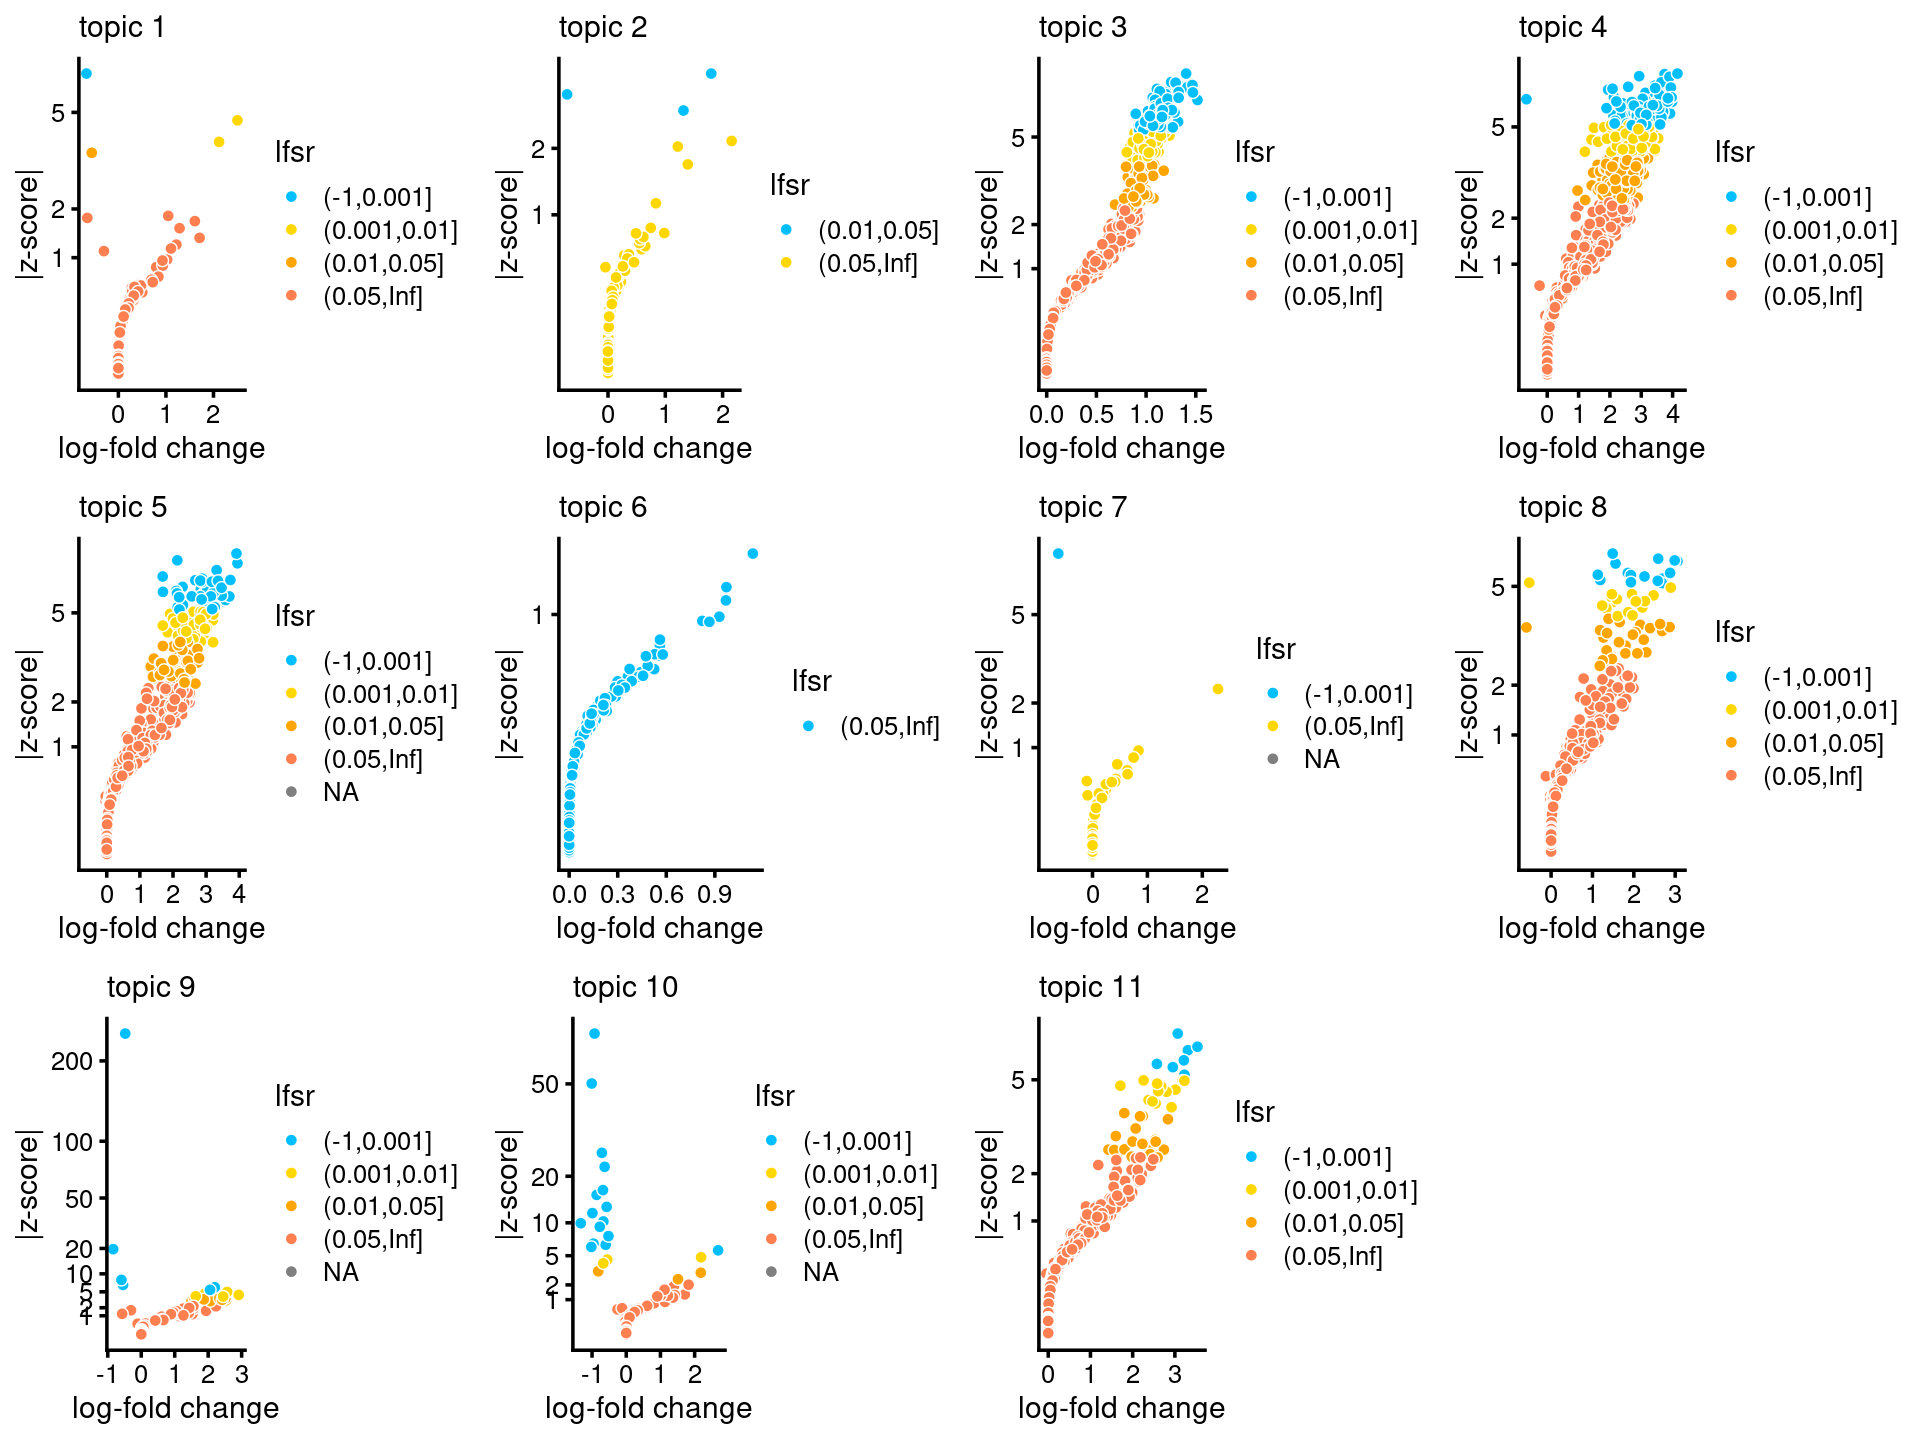 topic 1
|z-score|
5
2
1
0 1 2
log-fold change
lfsr
(-1,0.001]
(0.001,0.01]
(0.01,0.05]
(0.05,Inf]
topic 2
|z-score|
2
1
0 1 2
log-fold change
lfsr
(0.01,0.05]
(0.05,Inf]
topic 3
|z-score|
5
2
1
0.0 0.5 1.0 1.5
log-fold change
lfsr
(-1,0.001]
(0.001,0.01]
(0.01,0.05]
(0.05,Inf]
topic 4
|z-score|
5
2
1
0 1 2 3 4
log-fold change
lfsr
(-1,0.001]
(0.001,0.01]
(0.01,0.05]
(0.05,Inf]
topic 5
|z-score|
5
2
1
0 1 2 3 4
log-fold change
lfsr
(-1,0.001]
(0.001,0.01]
(0.01,0.05]
(0.05,Inf]
NA
topic 6
|z-score|
1
0.0 0.3 0.6 0.9
log-fold change
lfsr
(0.05,Inf]
topic 7
|z-score|
5
2
1
0 1 2
log-fold change
lfsr
(-1,0.001]
(0.05,Inf]
NA
topic 8
|z-score|
5
2
1
0 1 2 3
log-fold change
lfsr
(-1,0.001]
(0.001,0.01]
(0.01,0.05]
(0.05,Inf]
topic 9
|z-score|
200
100
50
20
10
5
2
1
-1 0 1 2 3
log-fold change
lfsr
(-1,0.001]
(0.001,0.01]
(0.01,0.05]
(0.05,Inf]
NA
topic 10
|z-score|
50
20
10
5
2
1
-1 0 1 2
log-fold change
lfsr
(-1,0.001]
(0.001,0.01]
(0.01,0.05]
(0.05,Inf]
NA
topic 11
|z-score|
5
2
1
0 1 2 3
log-fold change
lfsr
(-1,0.001]
(0.001,0.01]
(0.01,0.05]
(0.05,Inf]